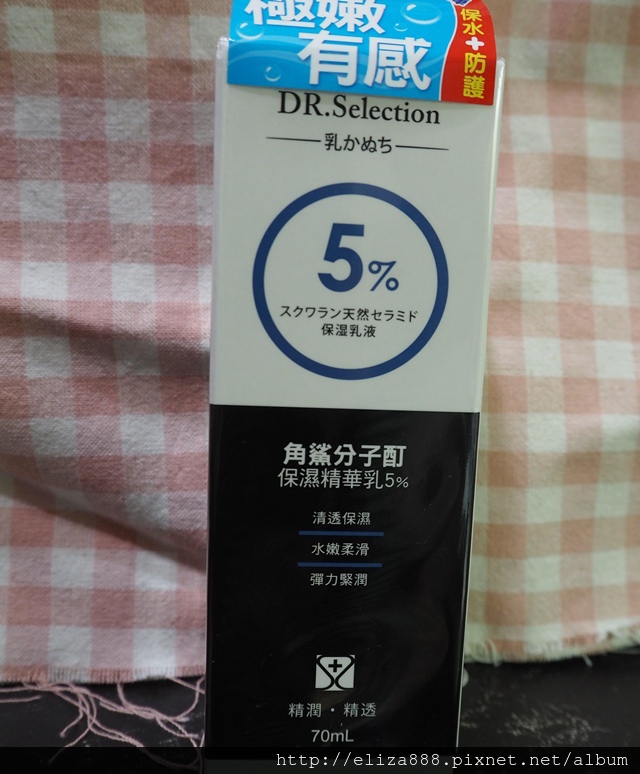 極嫩
有感
保水+防護
DR.Selection
乳かぬち
5%
スクワラン天然セラミド
保湿乳液
角鯊分子酊
保濕精華乳5%
清透保濕
水嫩柔滑
彈力緊潤
精潤・精透
70mL
http://eliza888.pixnet.net/album